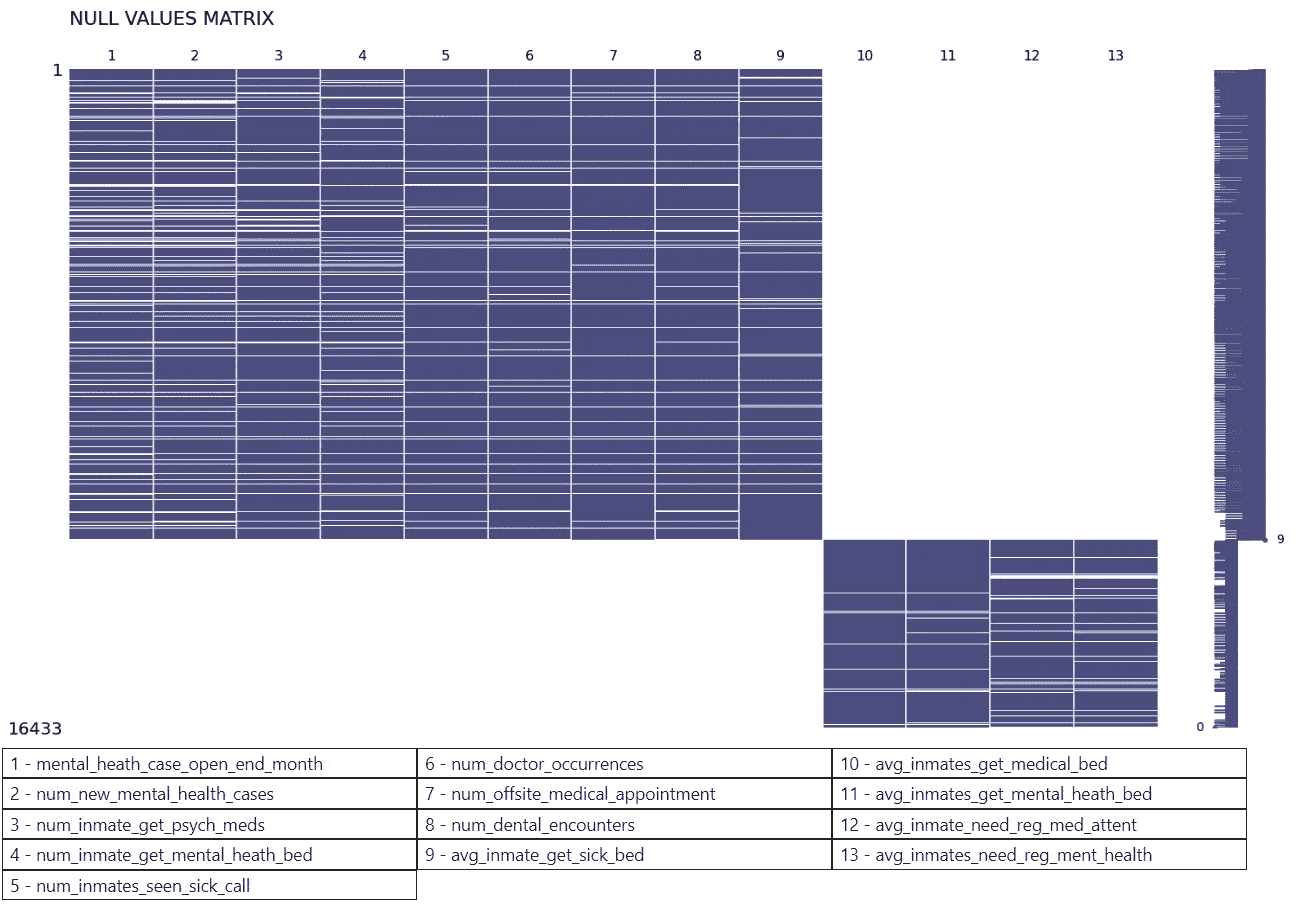 NULL VALUES MATRIX
1 2 3 4 5 6 7 8 9 10 11 12 13
1
9
0
16433
1 - mental_heath_case_open_end_month 6 - num_doctor_occurrences 10 - avg_inmates_get_medical_bed
2 - num_new_mental_health_cases 7 - num_offsite_medical_appointment 11 - avg_inmates_get_mental_heath_bed
3 - num_inmate_get_psych_meds 8 - num_dental_encounters 12 - avg_inmate_need_reg_med_attent
4 - num_inmate_get_mental_heath_bed 9 - avg_inmate_get_sick_bed 13 - avg_inmates_need_reg_ment_health
5 - num_inmates_seen_sick_call